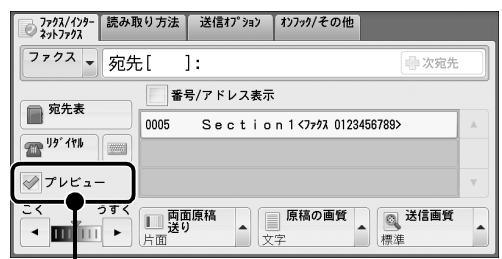 ファクス/インター
ネットファクス
読み取り方法
送信オプション
オンフック/その他
ファクス
宛先[ ]:
次宛先
宛先表
番号/アドレス表示
0005 Section1<ファクス 0123456789>
リダイヤル
プレビュー
こく うすく
両面原稿
送り
片面
原稿の画質
文字
送信画質
標準